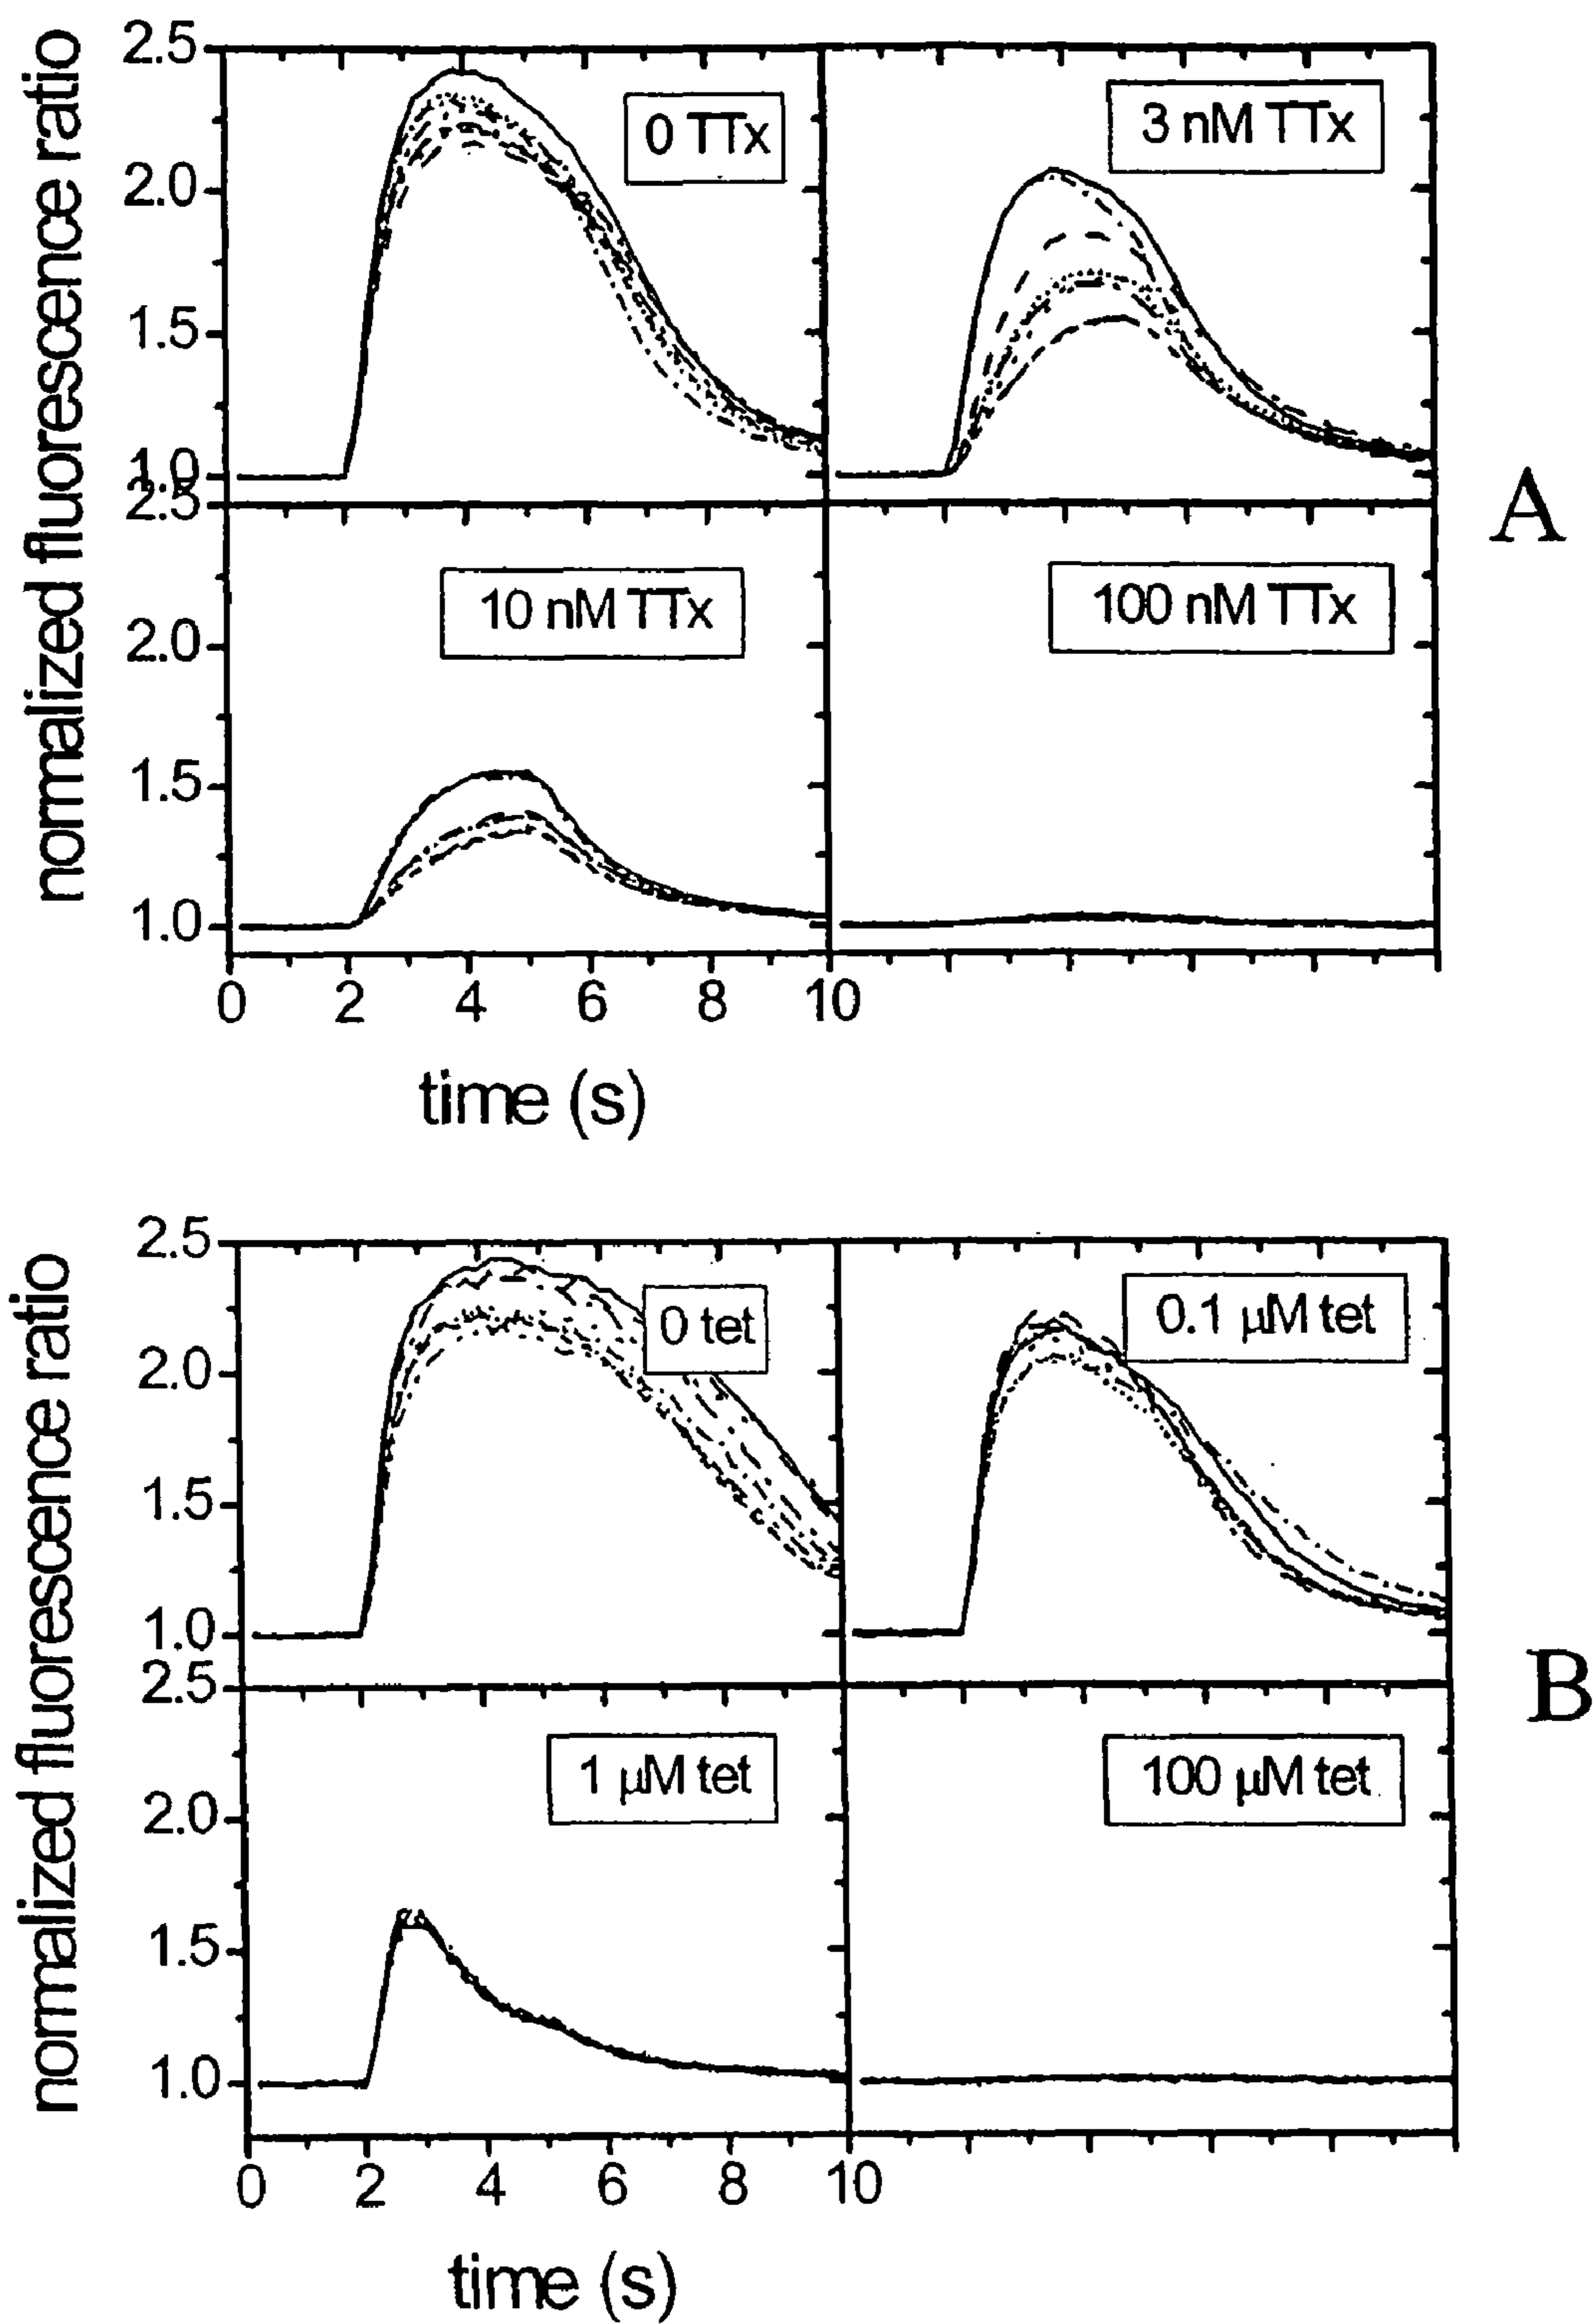 normalized fluorescence ratio
2.5
2.0
1.5
1.0
0 TTx
3 nM TTx
A
2.5
2.0
1.5
1.0
10 nM TTx
100 nM TTx
0 2 4 6 8 10
time (s)
normalized fluorescence ratio
2.5
2.0
1.5
1.0
0 tet
0.1 µM tet
B
2.5
2.0
1.5
1.0
1 µM tet
100 µM tet
0 2 4 6 8 10
time (s)